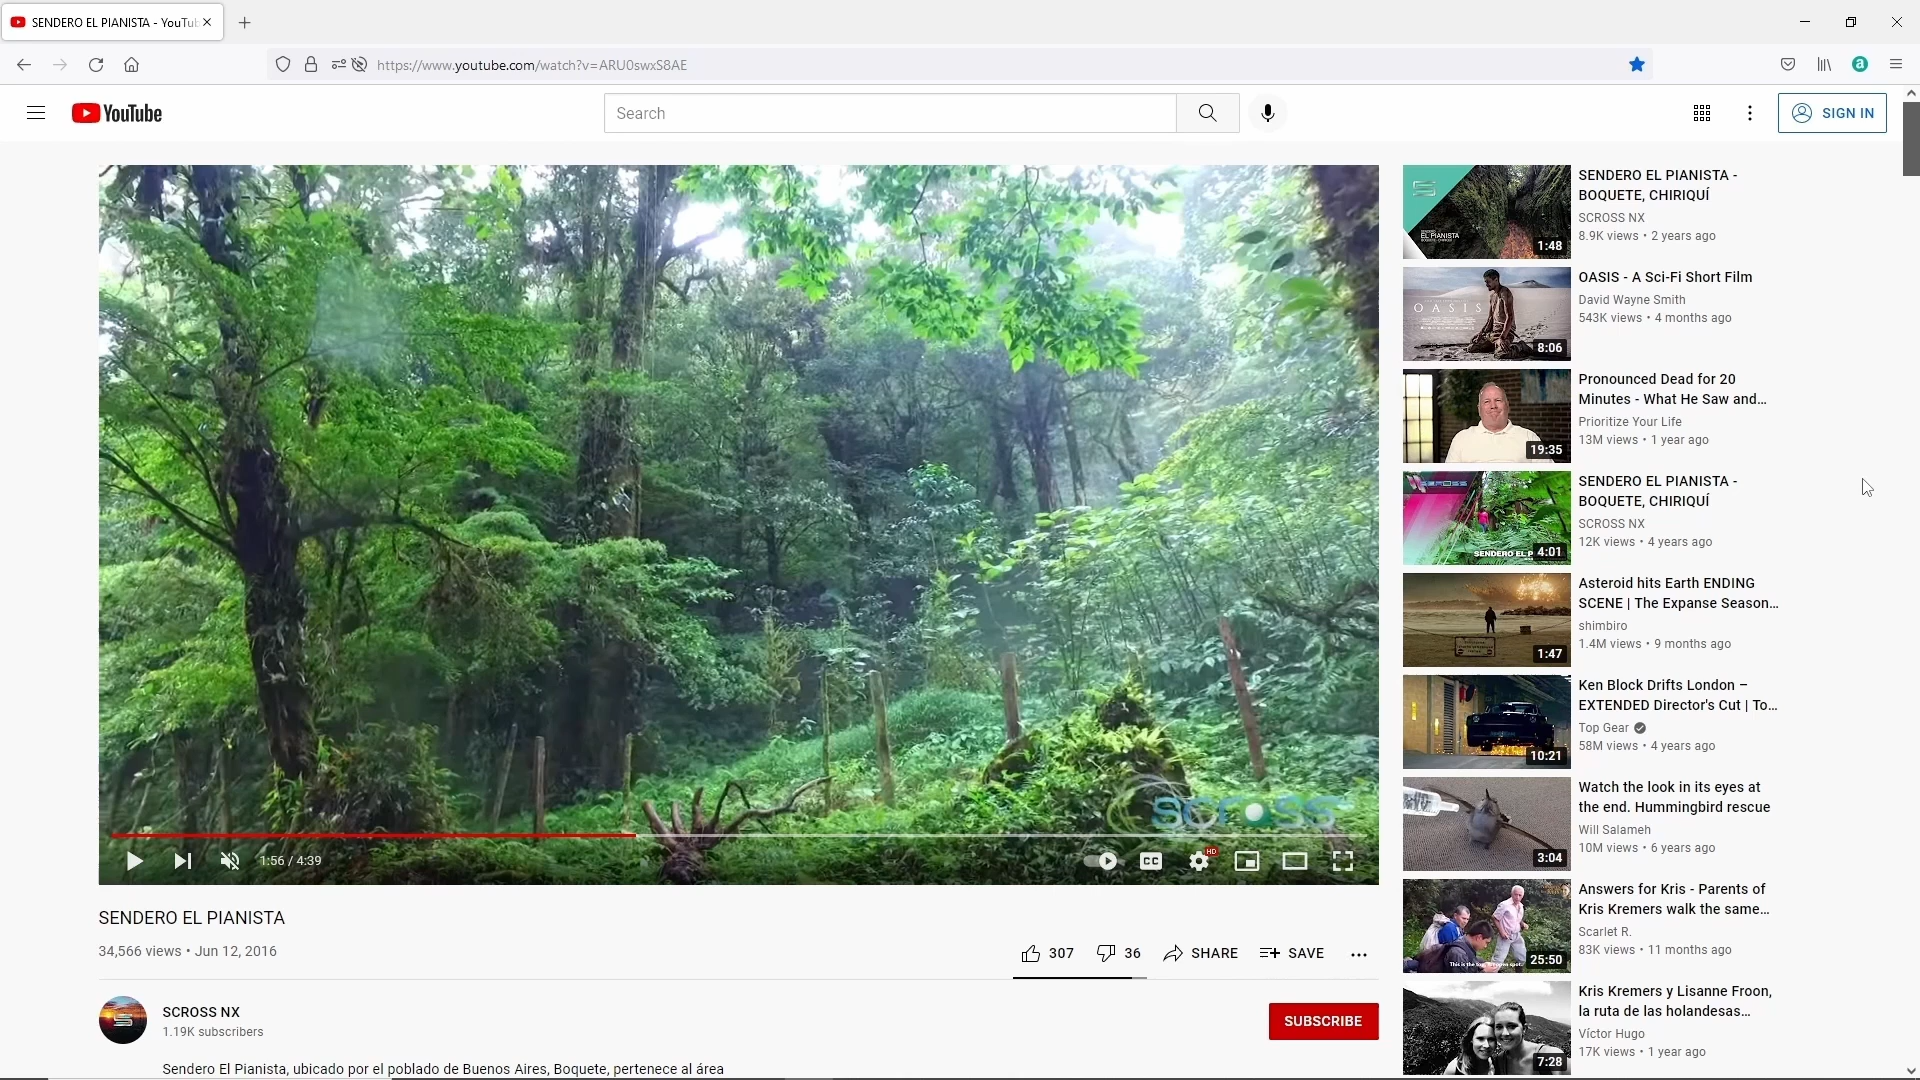 SENDERO EL PIANISTA - YouTub
https://www.youtube.com/watch?v=ARU0swxS8AE
YouTube
Search
SIGN IN
scross
1:56 / 4:39
CC
HD
SENDERO EL PIANISTA
34,566 views • Jun 12, 2016
307
36
SHARE
SAVE
SCROSS NX
1.19K subscribers
SUBSCRIBE
Sendero El Pianista, ubicado por el poblado de Buenos Aires, Boquete, pertenece al área
EL PIANISTA
1:48
SENDERO EL PIANISTA -
BOQUETE, CHIRIQUÍ
SCROSS NX
8.9K views • 2 years ago
OASIS
8:06
OASIS - A Sci-Fi Short Film
David Wayne Smith
543K views • 4 months ago
19:35
Pronounced Dead for 20
Minutes - What He Saw and...
Prioritize Your Life
13M views • 1 year ago
SENDERO EL P
4:01
SENDERO EL PIANISTA -
BOQUETE, CHIRIQUÍ
SCROSS NX
12K views • 4 years ago
1:47
Asteroid hits Earth ENDING
SCENE | The Expanse Season...
shimbiro
1.4M views • 9 months ago
10:21
Ken Block Drifts London –
EXTENDED Director's Cut | To...
Top Gear
58M views • 4 years ago
3:04
Watch the look in its eyes at
the end. Hummingbird rescue
Will Salameh
10M views • 6 years ago
25:50
Answers for Kris - Parents of
Kris Kremers walk the same...
Scarlet R.
83K views • 11 months ago
7:28
Kris Kremers y Lisanne Froon,
la ruta de las holandesas...
Víctor Hugo
17K views • 1 year ago